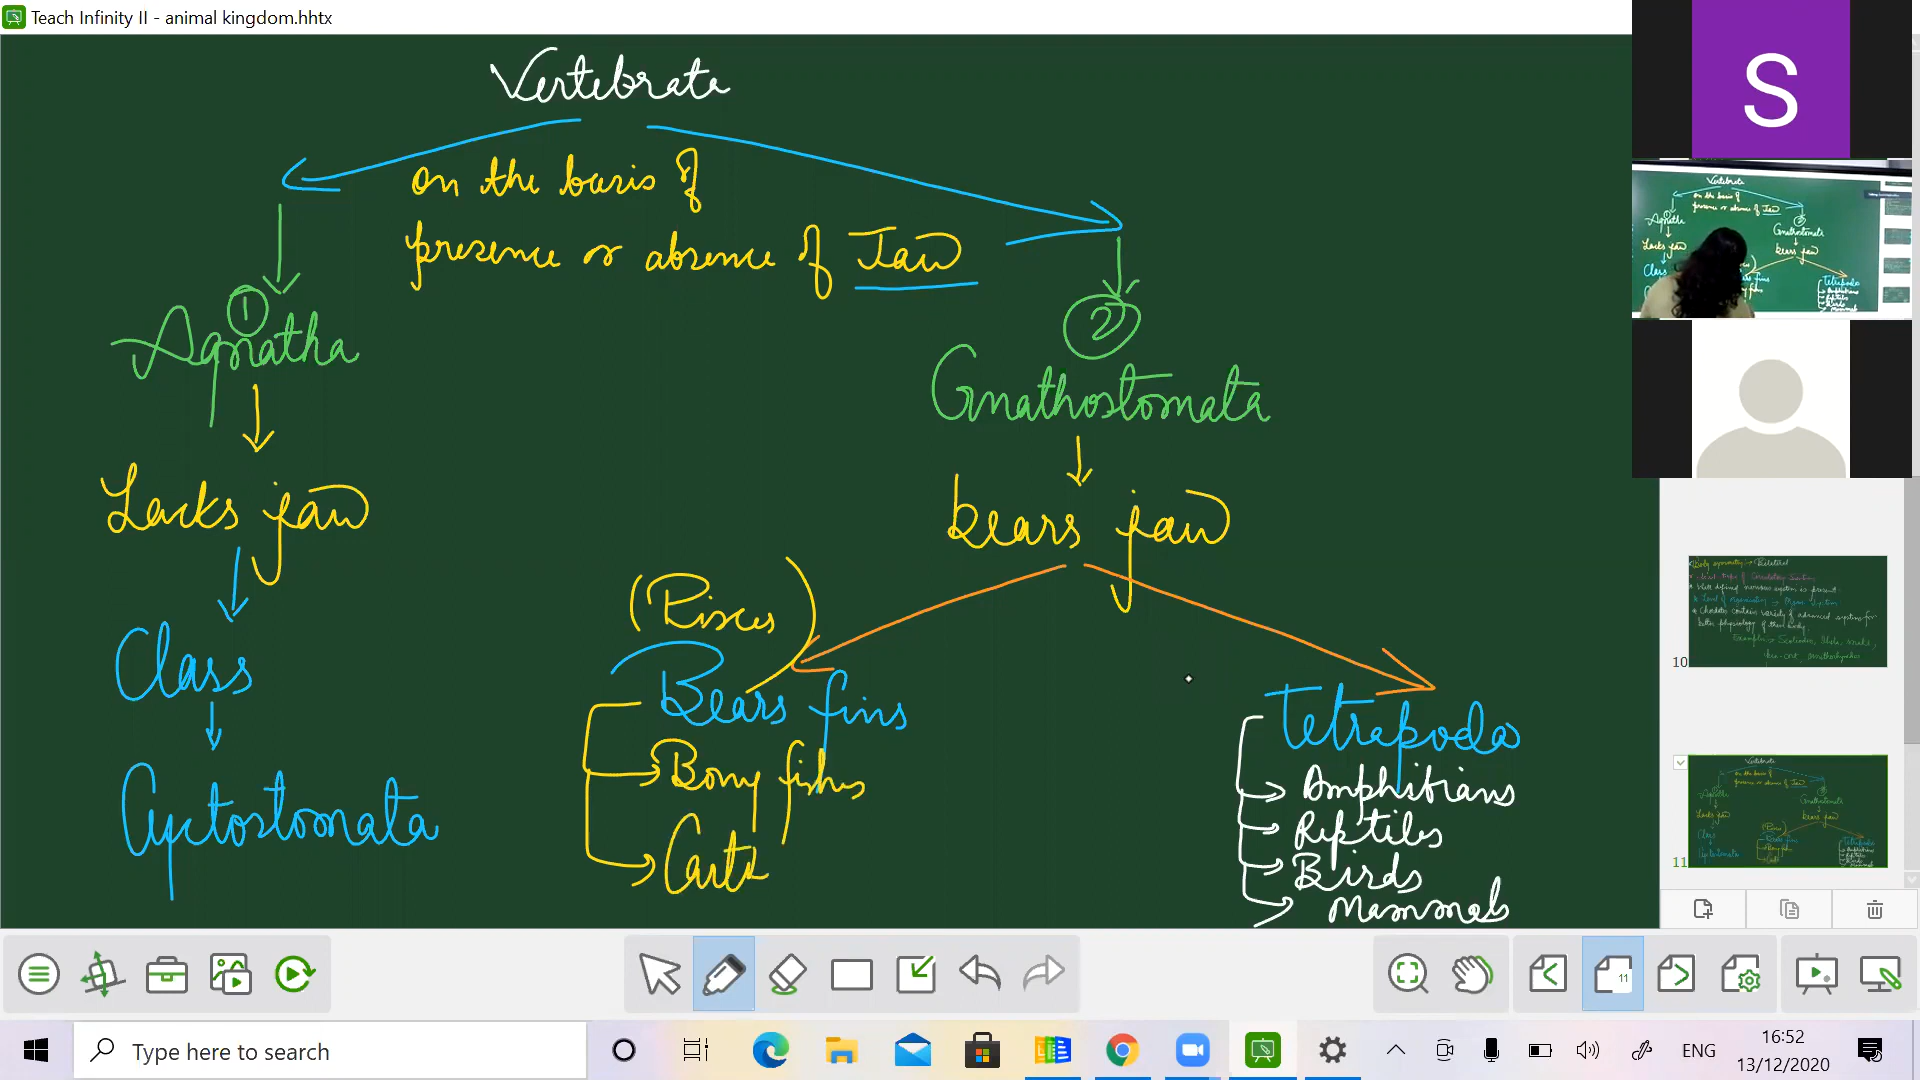 Teach Infinity II - animal kingdom.hhtx
Vertebrata
on the basis of
presence or absence of Jaw
1
Agnatha
Lacks jaw
Class
Cyclostomata
2
Gnathostomata
bears jaw
(Pisces)
Bears fins
Bony fishes
Tetrapoda
Amphibians
Reptiles
Birds
Mammals
S
10
11
11
Type here to search
ENG
16:52
13/12/2020